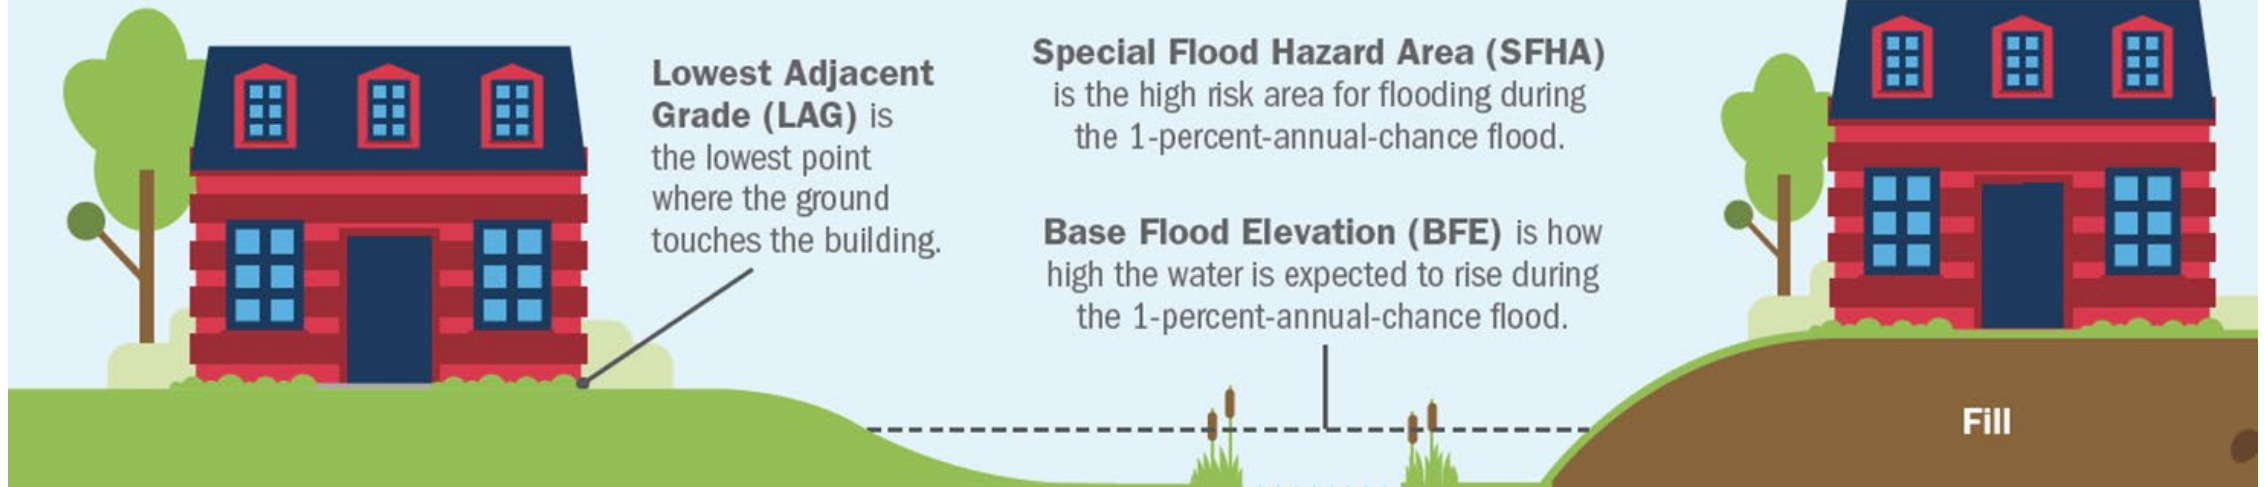 Lowest Adjacent
Grade (LAG) is
the lowest point
where the ground
touches the building.
Special Flood Hazard Area (SFHA)
is the high risk area for flooding during
the 1-percent-annual-chance flood.
Base Flood Elevation (BFE) is how
high the water is expected to rise during
the 1-percent-annual-chance flood.
Fill